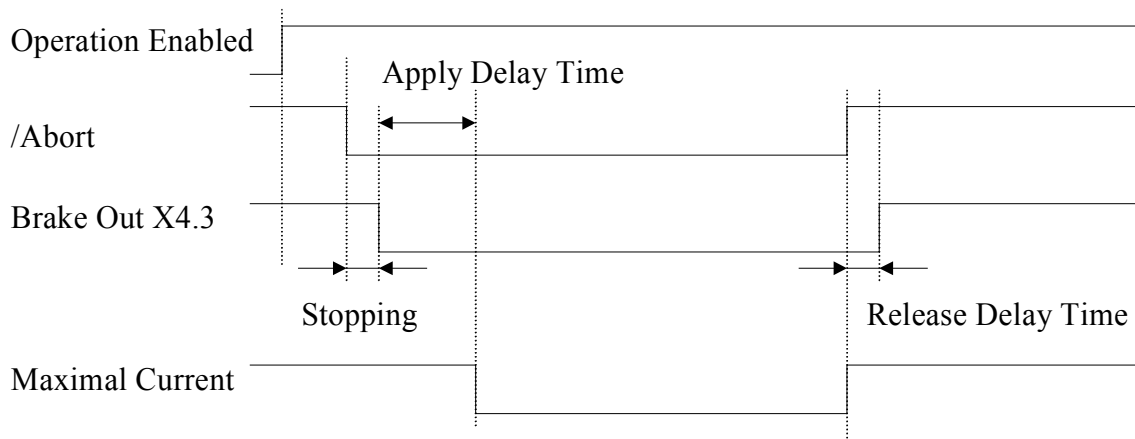 Operation Enabled
Apply Delay Time
/Abort
Brake Out X4.3
Stopping
Release Delay Time
Maximal Current